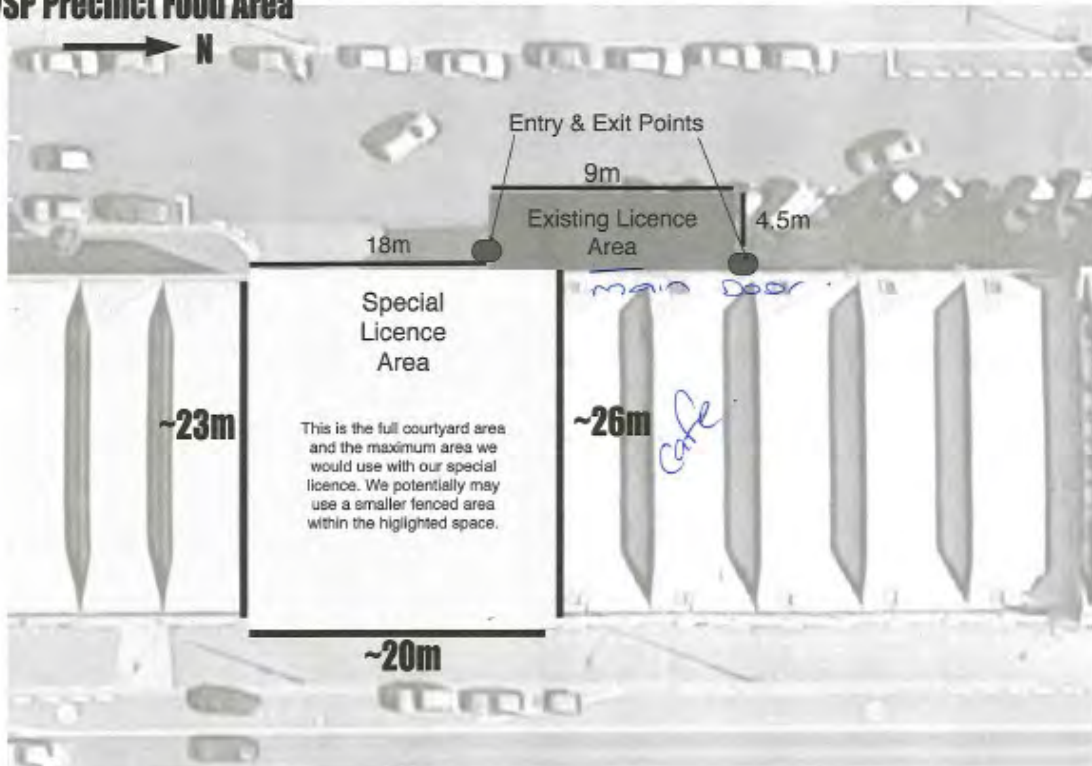 Precinct Food Area
N
Entry & Exit Points
9m
Existing Licence
Area
4.5m
18m
main Door
Special
Licence
Area
~23m
~26m
cafe
This is the full courtyard area
and the maximum area we
would use with our special
licence. We potentially may
use a smaller fenced area
within the higlighted space.
~20m